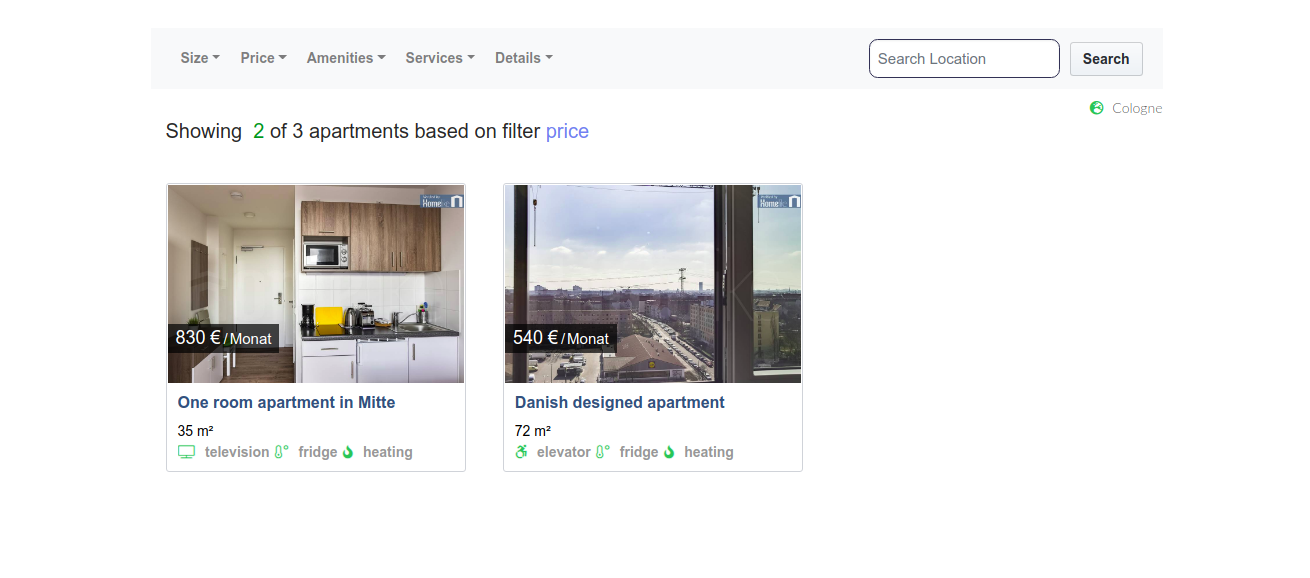 Size Price Amenities Services Details Search Location Search
Cologne
Showing 2 of 3 apartments based on filter price
Home
830 €/Monat
One room apartment in Mitte
35 m²
television fridge heating
Home
540 €/Monat
Danish designed apartment
72 m²
elevator fridge heating